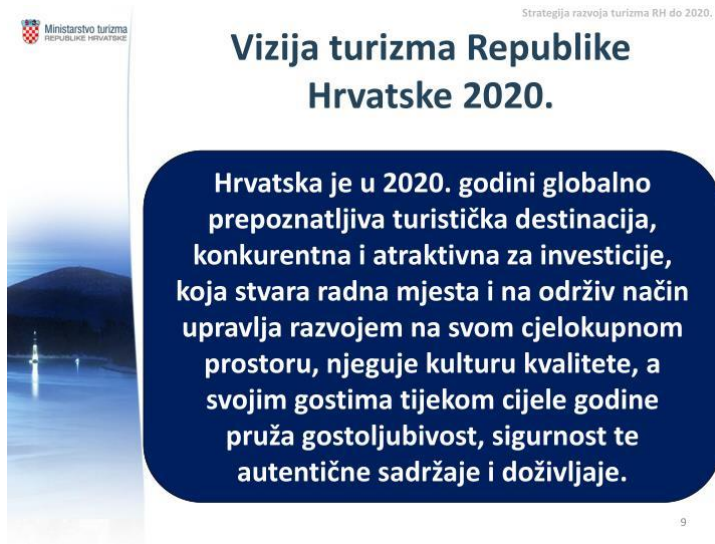 Strategija razvoja turizma RH do 2020.
Ministarstvo turizma
REPUBLIKE HRVATSKE
Vizija turizma Republike
Hrvatske 2020.
Hrvatska je u 2020. godini globalno
prepoznatljiva turistička destinacija,
konkurentna i atraktivna za investicije,
koja stvara radna mjesta i na održiv način
upravlja razvojem na svom cjelokupnom
prostoru, njeguje kulturu kvalitete, a
svojim gostima tijekom cijele godine
pruža gostoljubivost, sigurnost te
autentične sadržaje i doživljaje.
9